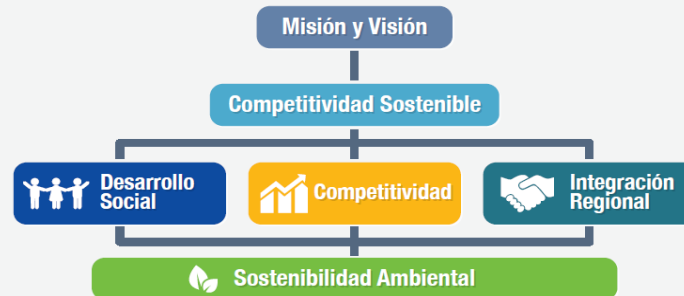 Misión y Visión
Competitividad Sostenible
Desarrollo
Social
Competitividad
Integración
Regional
Sostenibilidad Ambiental